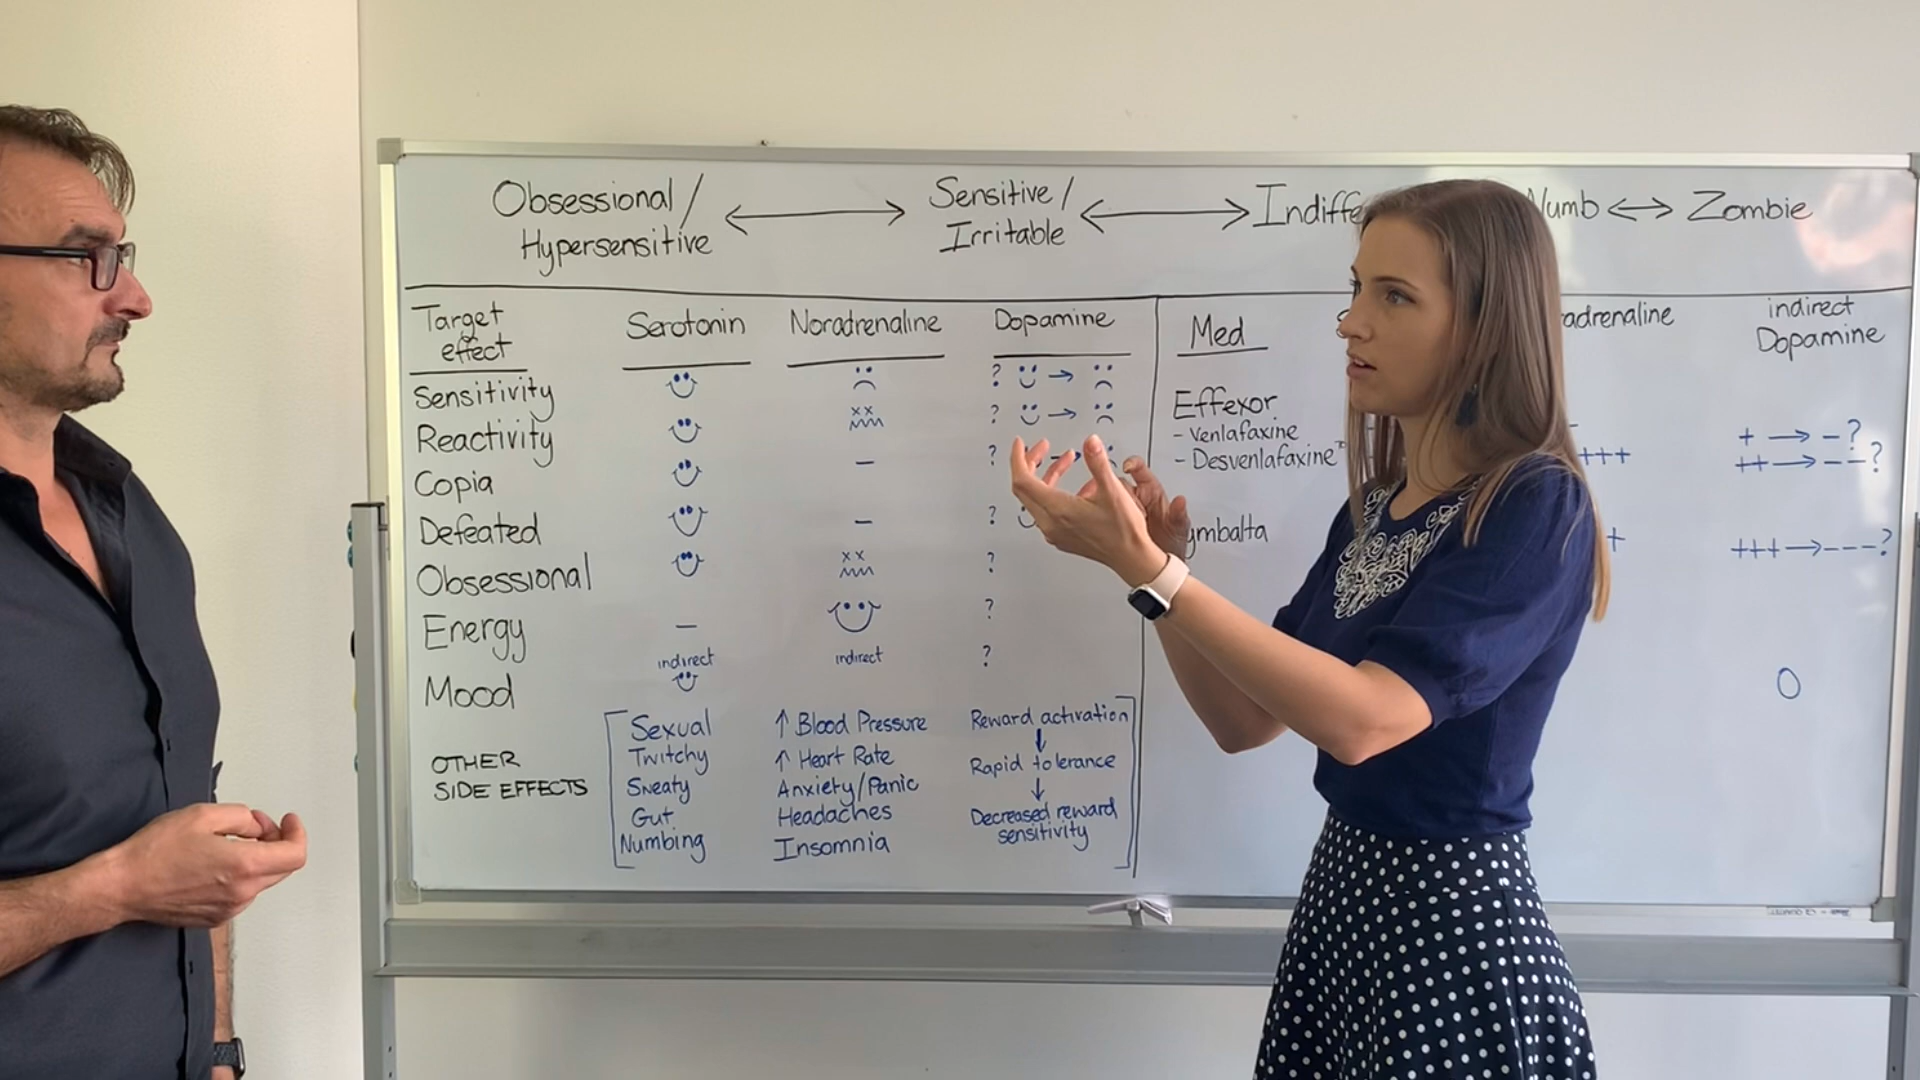 Obsessional / Hypersensitive
Sensitive / Irritable
Numb
Zombie
Target effect
Serotonin
Noradrenaline
Dopamine
Med
indirect Dopamine
Sensitivity
? →
Reactivity
xx
? →
Copia
—
?
Defeated
—
?
Obsessional
xx
?
Energy
—
?
Mood
indirect
indirect
?
OTHER
SIDE EFFECTS
Sexual
Twitchy
Sweaty
Gut
Numbing
↑ Blood Pressure
↑ Heart Rate
Anxiety/Panic
Headaches
Insomnia
Reward activation
↓
Rapid tolerance
↓
Decreased reward
sensitivity
Effexor
- Venlafaxine
- Desvenlafaxine
+++
+ → -?
++ → --?
+
+++ → ---?
O